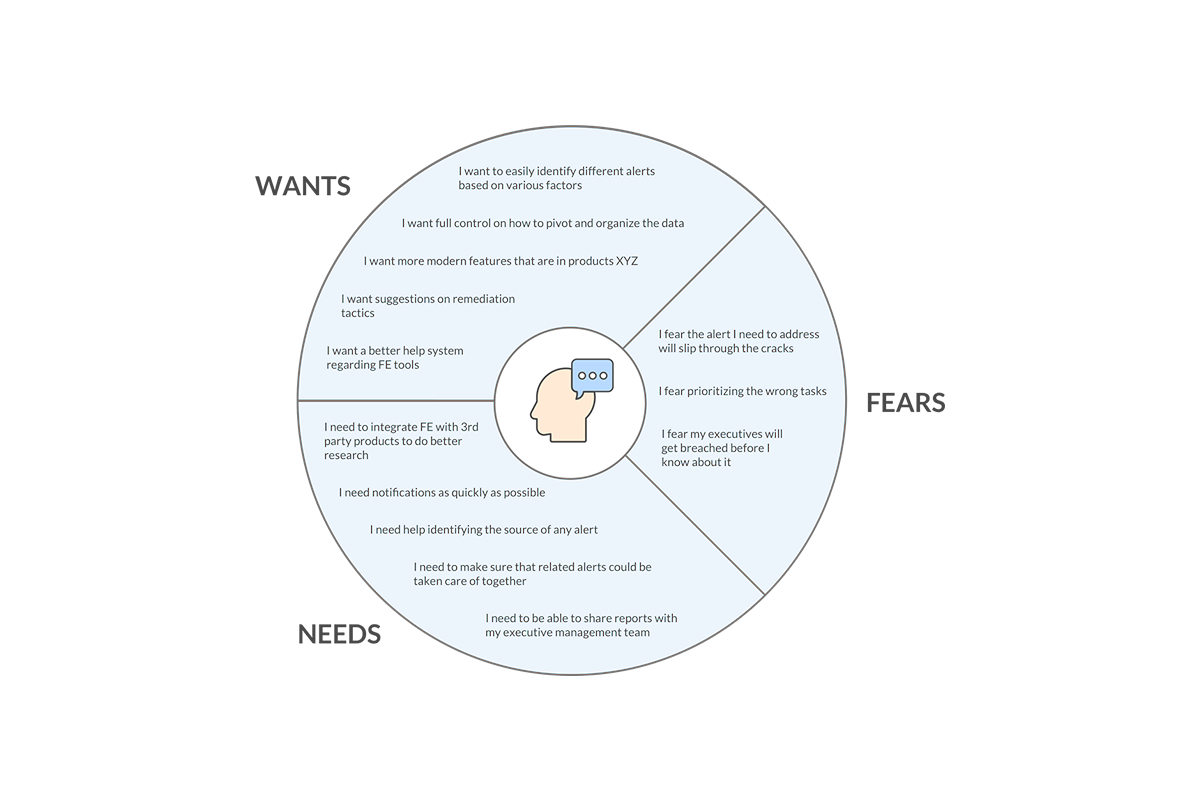 WANTS
I want to easily identify different alerts
based on various factors
I want full control on how to pivot and organize the data
I want more modern features that are in products XYZ
I want suggestions on remediation
tactics
I want a better help system
regarding FE tools
FEARS
I fear the alert I need to address
will slip through the cracks
I fear prioritizing the wrong tasks
I fear my executives will
get breached before I
know about it
NEEDS
I need to integrate FE with 3rd
party products to do better
research
I need notifications as quickly as possible
I need help identifying the source of any alert
I need to make sure that related alerts could be
taken care of together
I need to be able to share reports with
my executive management team